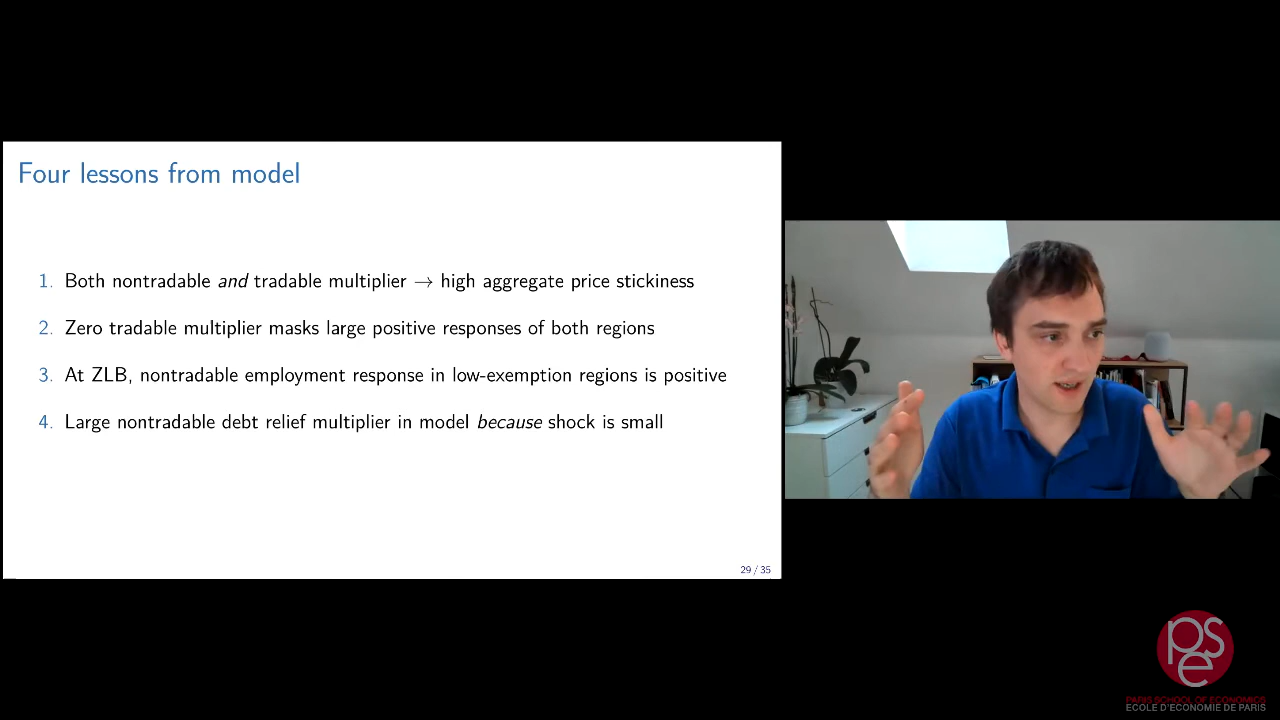 Four lessons from model
1. Both nontradable and tradable multiplier → high aggregate price stickiness
2. Zero tradable multiplier masks large positive responses of both regions
3. At ZLB, nontradable employment response in low-exemption regions is positive
4. Large nontradable debt relief multiplier in model because shock is small
29 / 35
pse
PARIS SCHOOL OF ECONOMICS
ECOLE D'ECONOMIE DE PARIS